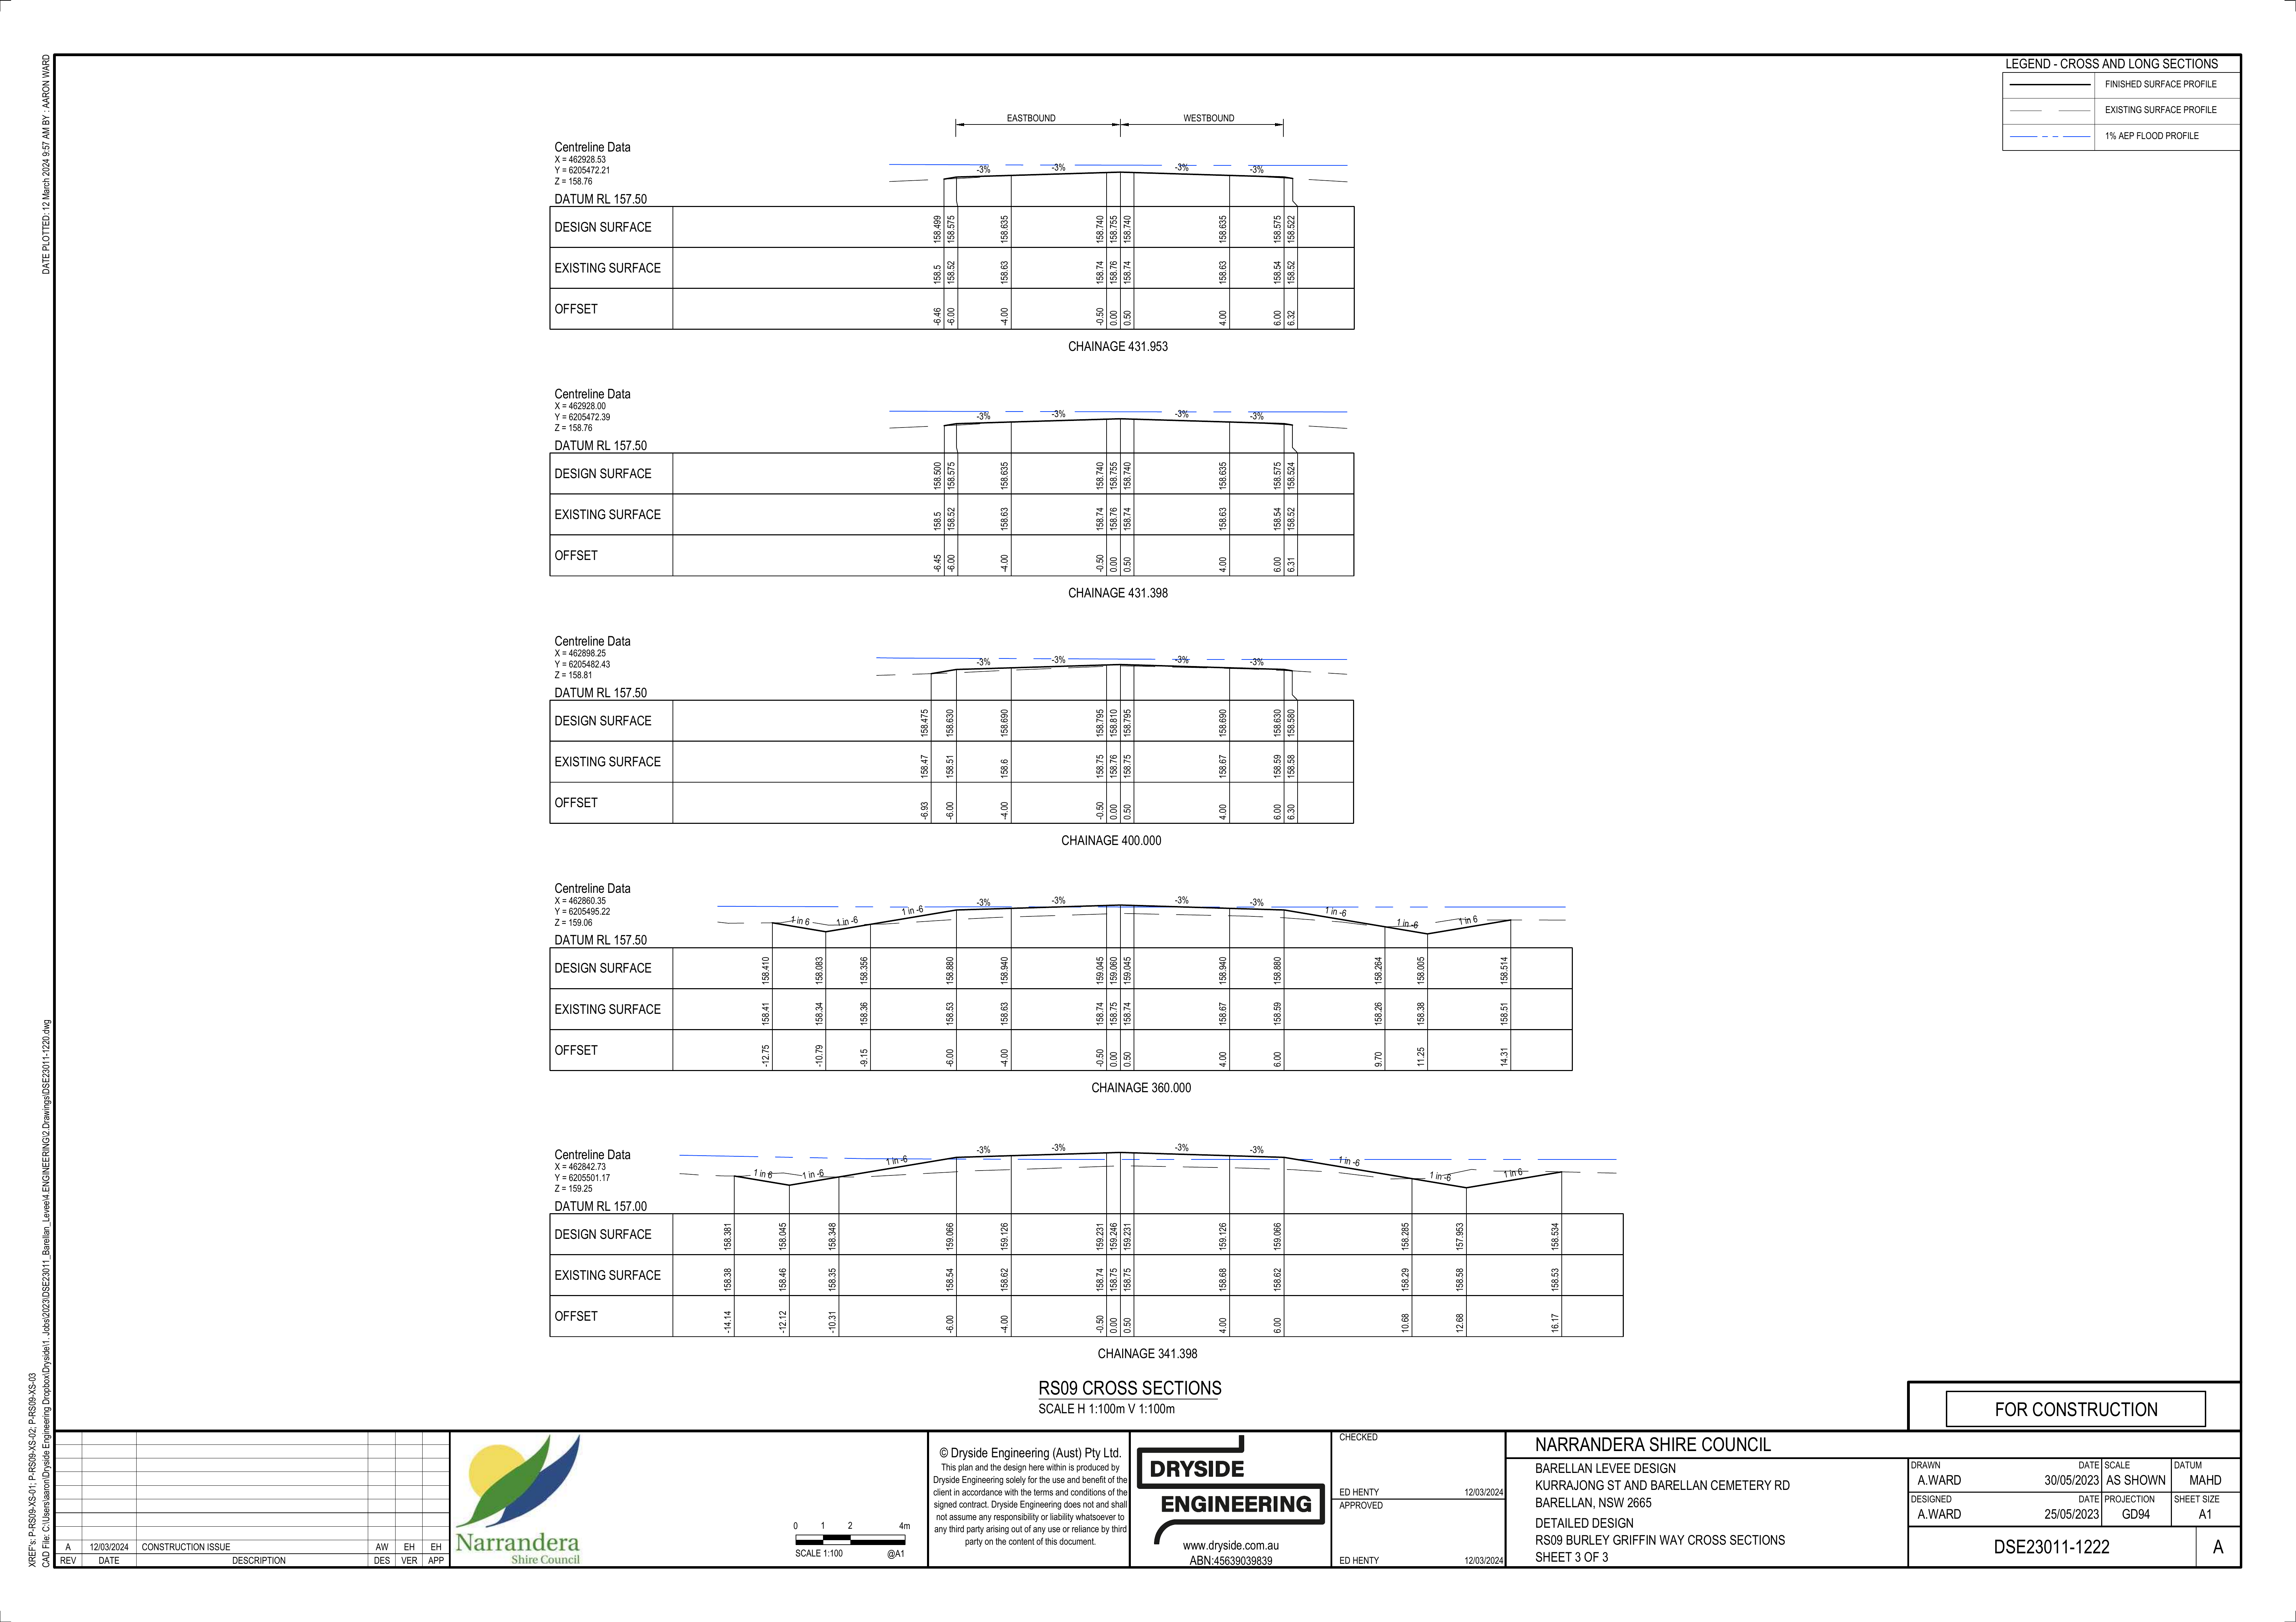 DATE PLOTTED: 12 March 2024 9:57 AM BY : AARON WARD
XREF's: P-RS09-XS-01; P-RS09-XS-02; P-RS09-XS-03
CAD File: C:\Users\aaron\Dryside Engineering Dropbox\Dryside\1. Jobs\2023\DSE23011_Barellan_Levee\4.ENGINEERING\2.Drawings\DSE23011-1220.dwg
LEGEND - CROSS AND LONG SECTIONS
FINISHED SURFACE PROFILE
EXISTING SURFACE PROFILE
1% AEP FLOOD PROFILE
EASTBOUND WESTBOUND
Centreline Data
X = 462928.53
Y = 6205472.21
Z = 158.76
-3% -3% -3% -3%
DATUM RL 157.50
DESIGN SURFACE 158.499 158.575 158.635 158.740 158.755 158.740 158.635 158.575 158.522
EXISTING SURFACE 158.5 158.52 158.63 158.74 158.76 158.74 158.63 158.54 158.52
OFFSET -6.46 -6.00 -4.00 -0.50 0.00 0.50 4.00 6.00 6.32
CHAINAGE 431.953
Centreline Data
X = 462928.00
Y = 6205472.39
Z = 158.76
-3% -3% -3% -3%
DATUM RL 157.50
DESIGN SURFACE 158.500 158.575 158.635 158.740 158.755 158.740 158.635 158.575 158.524
EXISTING SURFACE 158.5 158.52 158.63 158.74 158.76 158.74 158.63 158.54 158.52
OFFSET -6.45 -6.00 -4.00 -0.50 0.00 0.50 4.00 6.00 6.31
CHAINAGE 431.398
Centreline Data
X = 462898.25
Y = 6205482.43
Z = 158.81
-3% -3% -3% -3%
DATUM RL 157.50
DESIGN SURFACE 158.475 158.630 158.690 158.795 158.810 158.795 158.690 158.630 158.580
EXISTING SURFACE 158.47 158.51 158.6 158.75 158.76 158.75 158.67 158.59 158.58
OFFSET -6.93 -6.00 -4.00 -0.50 0.00 0.50 4.00 6.00 6.30
CHAINAGE 400.000
Centreline Data
X = 462860.35
Y = 6205495.22
Z = 159.06
1 in 6 1 in -6 1 in -6 -3% -3% -3% -3% 1 in -6 1 in -6 1 in 6
DATUM RL 157.50
DESIGN SURFACE 158.410 158.083 158.356 158.880 158.940 159.045 159.060 159.045 158.940 158.880 158.264 158.005 158.514
EXISTING SURFACE 158.41 158.34 158.36 158.53 158.63 158.74 158.75 158.74 158.67 158.59 158.26 158.38 158.51
OFFSET -12.75 -10.79 -9.15 -6.00 -4.00 -0.50 0.00 0.50 4.00 6.00 9.70 11.25 14.31
CHAINAGE 360.000
Centreline Data
X = 462842.73
Y = 6205501.17
Z = 159.25
1 in 6 1 in -6 1 in -6 -3% -3% -3% -3% 1 in -6 1 in -6 1 in 6
DATUM RL 157.00
DESIGN SURFACE 158.381 158.045 158.348 159.066 159.126 159.231 159.246 159.231 159.126 159.066 158.285 157.953 158.534
EXISTING SURFACE 158.38 158.46 158.35 158.54 158.62 158.74 158.75 158.75 158.68 158.62 158.29 158.58 158.53
OFFSET -14.14 -12.12 -10.31 -6.00 -4.00 -0.50 0.00 0.50 4.00 6.00 10.68 12.68 16.17
CHAINAGE 341.398
RS09 CROSS SECTIONS
SCALE H 1:100m V 1:100m
FOR CONSTRUCTION
A 12/03/2024 CONSTRUCTION ISSUE AW EH EH
REV DATE DESCRIPTION DES VER APP
Narrandera
Shire Council
0 1 2 4m
SCALE 1:100 @A1
© Dryside Engineering (Aust) Pty Ltd.
This plan and the design here within is produced by
Dryside Engineering solely for the use and benefit of the
client in accordance with the terms and conditions of the
signed contract. Dryside Engineering does not and shall
not assume any responsibility or liability whatsoever to
any third party arising out of any use or reliance by third
party on the content of this document.
DRYSIDE
ENGINEERING
www.dryside.com.au
ABN:45639039839
CHECKED
ED HENTY 12/03/2024
APPROVED
ED HENTY 12/03/2024
NARRANDERA SHIRE COUNCIL
BARELLAN LEVEE DESIGN
KURRAJONG ST AND BARELLAN CEMETERY RD
BARELLAN, NSW 2665
DETAILED DESIGN
RS09 BURLEY GRIFFIN WAY CROSS SECTIONS
SHEET 3 OF 3
DRAWN DATE SCALE DATUM
A.WARD 30/05/2023 AS SHOWN MAHD
DESIGNED DATE PROJECTION SHEET SIZE
A.WARD 25/05/2023 GD94 A1
DSE23011-1222 A